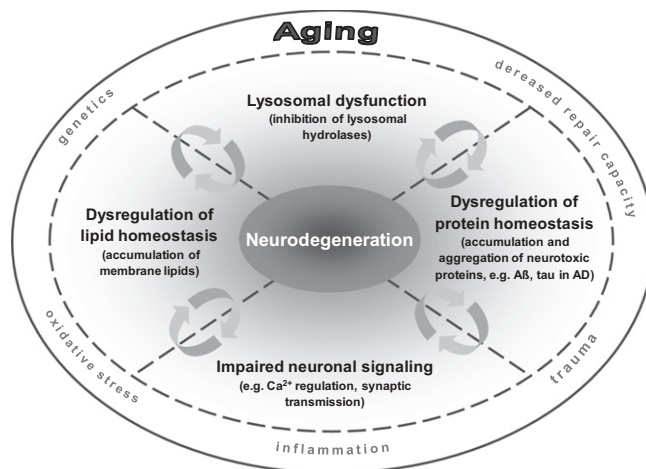 Aging
genetics
dereased repair capacity
Lysosomal dysfunction
(inhibition of lysosomal
hydrolases)
Dysregulation of
lipid homeostasis
(accumulation of
membrane lipids)
Neurodegeneration
Dysregulation of
protein homeostasis
(accumulation and
aggregation of neurotoxic
proteins, e.g. Aß, tau in AD)
Impaired neuronal signaling
(e.g. Ca²⁺ regulation, synaptic
transmission)
oxidative stress
inflammation
trauma